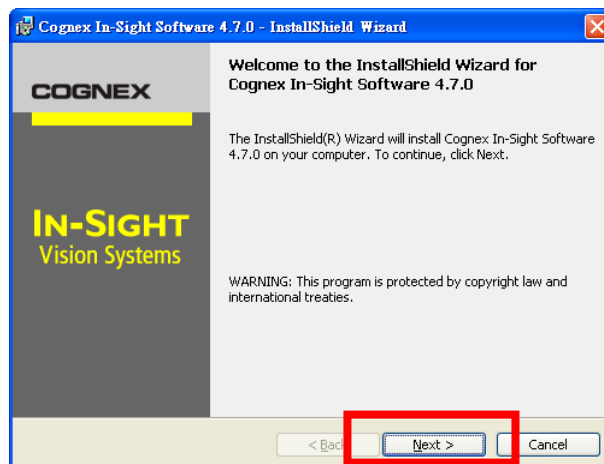 Cognex In-Sight Software 4.7.0 - InstallShield Wizard
COGNEX
IN-SIGHT
Vision Systems
Welcome to the InstallShield Wizard for
Cognex In-Sight Software 4.7.0
The InstallShield(R) Wizard will install Cognex In-Sight Software
4.7.0 on your computer. To continue, click Next.
WARNING: This program is protected by copyright law and
international treaties.
< Back
Next >
Cancel